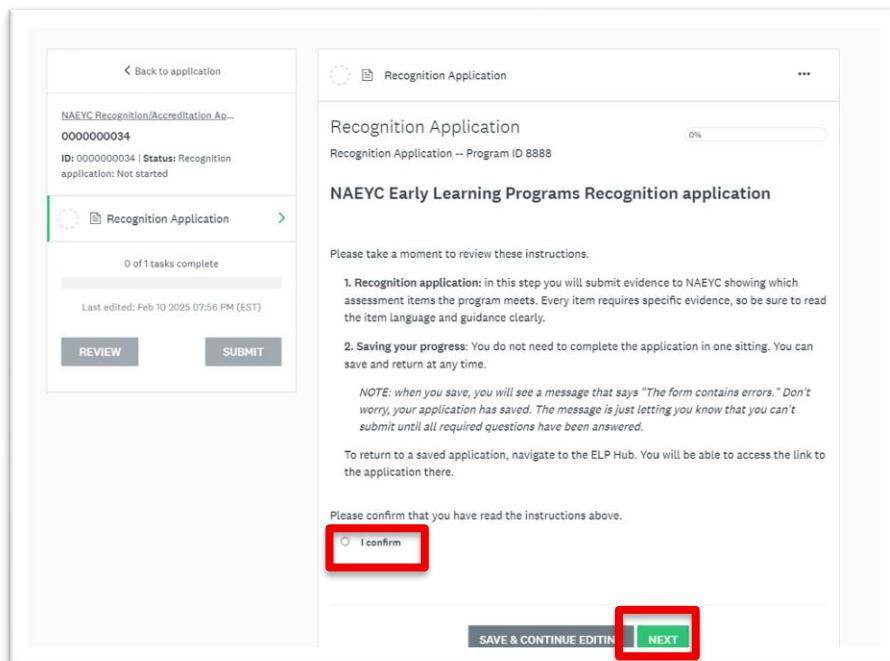 Back to application
NAEYC Recognition/Accreditation Ap...
0000000034
ID: 0000000034 | Status: Recognition
application: Not started
Recognition Application
0 of 1 tasks complete
Last edited: Feb 10 2025 07:56 PM (EST)
REVIEW
SUBMIT
Recognition Application
...
Recognition Application
0%
Recognition Application -- Program ID 8888
NAEYC Early Learning Programs Recognition application
Please take a moment to review these instructions.
1. Recognition application: in this step you will submit evidence to NAEYC showing which
assessment items the program meets. Every item requires specific evidence, so be sure to read
the item language and guidance clearly.
2. Saving your progress: You do not need to complete the application in one sitting. You can
save and return at any time.
NOTE: when you save, you will see a message that says "The form contains errors." Don't
worry, your application has saved. The message is just letting you know that you can't
submit until all required questions have been answered.
To return to a saved application, navigate to the ELP Hub. You will be able to access the link to
the application there.
Please confirm that you have read the instructions above.
I confirm
SAVE & CONTINUE EDITIN
NEXT